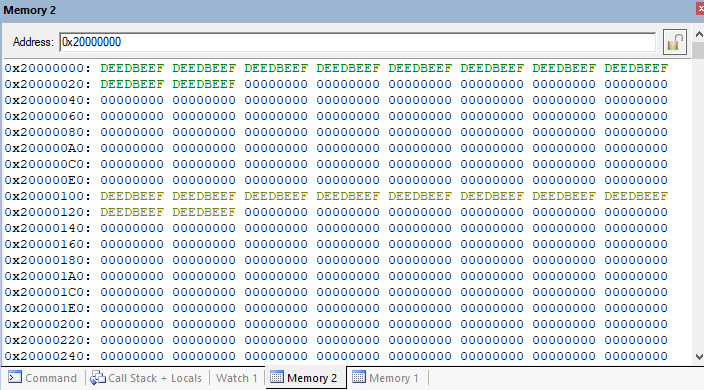 Memory 2
Address: 0x20000000
0x20000000: DEEDBEEF DEEDBEEF DEEDBEEF DEEDBEEF DEEDBEEF DEEDBEEF DEEDBEEF DEEDBEEF
0x20000020: DEEDBEEF DEEDBEEF DEEDBEEF 00000000 00000000 00000000 00000000 00000000
0x20000040: 00000000 00000000 00000000 00000000 00000000 00000000 00000000 00000000
0x20000060: 00000000 00000000 00000000 00000000 00000000 00000000 00000000 00000000
0x20000080: 00000000 00000000 00000000 00000000 00000000 00000000 00000000 00000000
0x200000A0: 00000000 00000000 00000000 00000000 00000000 00000000 00000000 00000000
0x200000C0: 00000000 00000000 00000000 00000000 00000000 00000000 00000000 00000000
0x200000E0: 00000000 00000000 00000000 00000000 00000000 00000000 00000000 00000000
0x20000100: DEEDBEEF DEEDBEEF DEEDBEEF DEEDBEEF DEEDBEEF DEEDBEEF DEEDBEEF DEEDBEEF
0x20000120: DEEDBEEF DEEDBEEF 00000000 00000000 00000000 00000000 00000000 00000000
0x20000140: 00000000 00000000 00000000 00000000 00000000 00000000 00000000 00000000
0x20000160: 00000000 00000000 00000000 00000000 00000000 00000000 00000000 00000000
0x20000180: 00000000 00000000 00000000 00000000 00000000 00000000 00000000 00000000
0x200001A0: 00000000 00000000 00000000 00000000 00000000 00000000 00000000 00000000
0x200001C0: 00000000 00000000 00000000 00000000 00000000 00000000 00000000 00000000
0x200001E0: 00000000 00000000 00000000 00000000 00000000 00000000 00000000 00000000
0x20000200: 00000000 00000000 00000000 00000000 00000000 00000000 00000000 00000000
0x20000220: 00000000 00000000 00000000 00000000 00000000 00000000 00000000 00000000
0x20000240: 00000000 00000000 00000000 00000000 00000000 00000000 00000000 00000000
Command Call Stack + Locals Watch 1 Memory 2 Memory 1